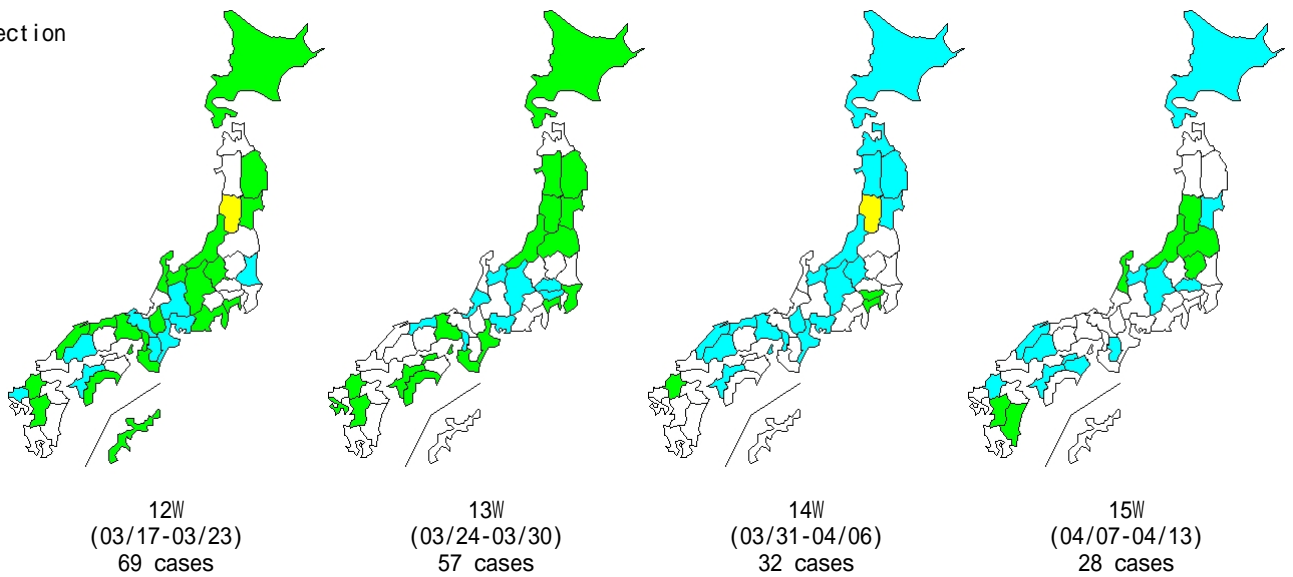 ection
12W
(03/17-03/23)
69 cases
13W
(03/24-03/30)
57 cases
14W
(03/31-04/06)
32 cases
15W
(04/07-04/13)
28 cases